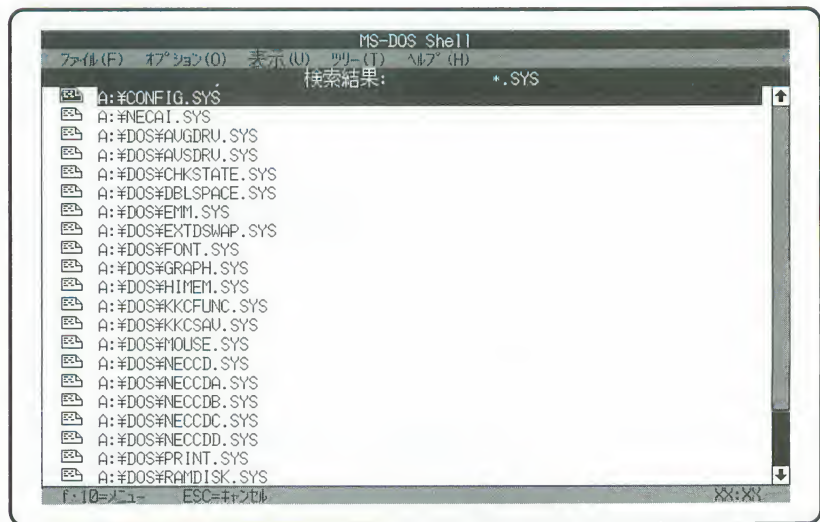 MS-DOS Shell
ファイル(F) オプション(O) 表示(U) ツリー(T) ヘルプ(H)
検索結果: *.SYS
A:¥CONFIG.SYS
A:¥NECAI.SYS
A:¥DOS¥AVGDRV.SYS
A:¥DOS¥AVSDRV.SYS
A:¥DOS¥CHKSTATE.SYS
A:¥DOS¥DBLSPACE.SYS
A:¥DOS¥EMM.SYS
A:¥DOS¥EXTDSWAP.SYS
A:¥DOS¥FONT.SYS
A:¥DOS¥GRAPH.SYS
A:¥DOS¥HIMEM.SYS
A:¥DOS¥KKCFUNC.SYS
A:¥DOS¥KKCSAV.SYS
A:¥DOS¥MOUSE.SYS
A:¥DOS¥NECCD.SYS
A:¥DOS¥NECCDA.SYS
A:¥DOS¥NECCDB.SYS
A:¥DOS¥NECCDC.SYS
A:¥DOS¥NECCDD.SYS
A:¥DOS¥PRINT.SYS
A:¥DOS¥RAMDISK.SYS
f・10=メニュー ESC=キャンセル XX:XX